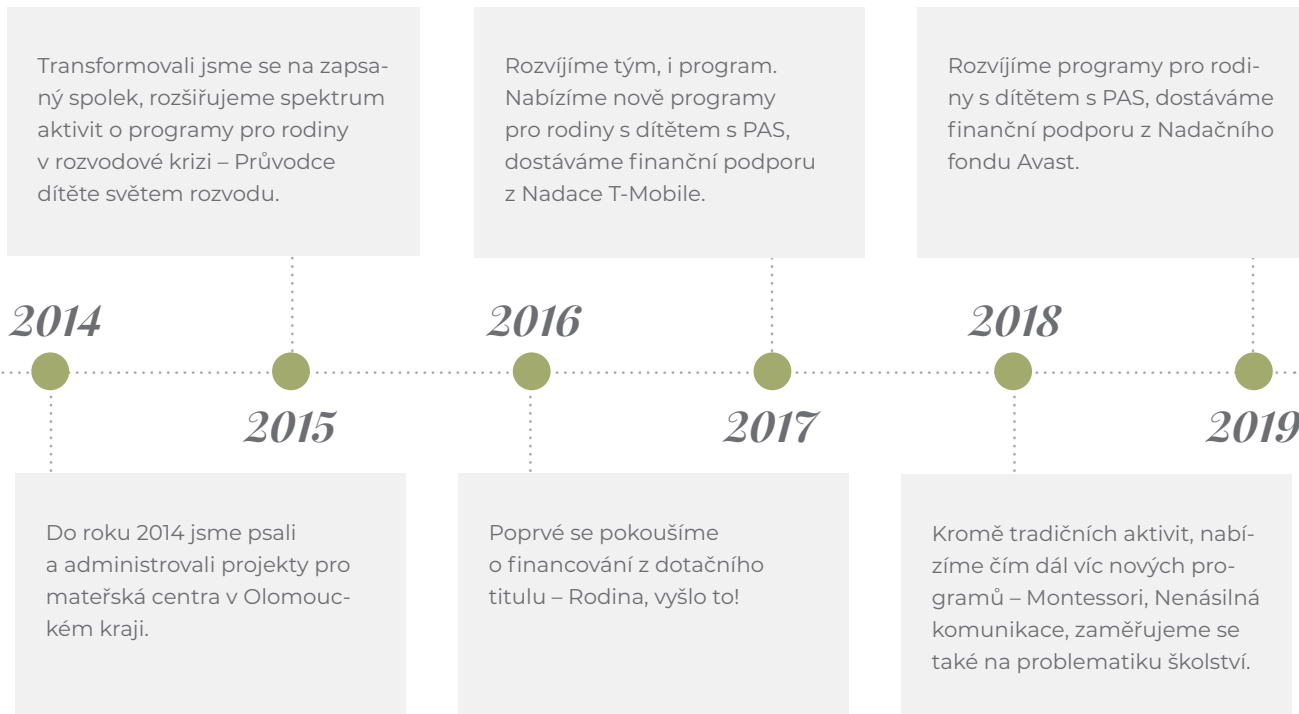 Transformovali jsme se na zapsa-
ný spolek, rozšiřujeme spektrum
aktivit o programy pro rodiny
v rozvodové krizi – Průvodce
dítěte světem rozvodu.
Rozvíjíme tým, i program.
Nabízíme nově programy
pro rodiny s dítětem s PAS,
dostáváme finanční podporu
z Nadace T-Mobile.
Rozvíjíme programy pro rodi-
ny s dítětem s PAS, dostáváme
finanční podporu z Nadačního
fondu Avast.
2014
2016
2018
2015
2017
2019
Do roku 2014 jsme psali
a administrovali projekty pro
mateřská centra v Olomouc-
kém kraji.
Poprvé se pokoušíme
o financování z dotačního
titulu – Rodina, vyšlo to!
Kromě tradičních aktivit, nabí-
zíme čím dál víc nových pro-
gramů – Montessori, Nenásilná
komunikace, zaměřujeme se
také na problematiku školství.